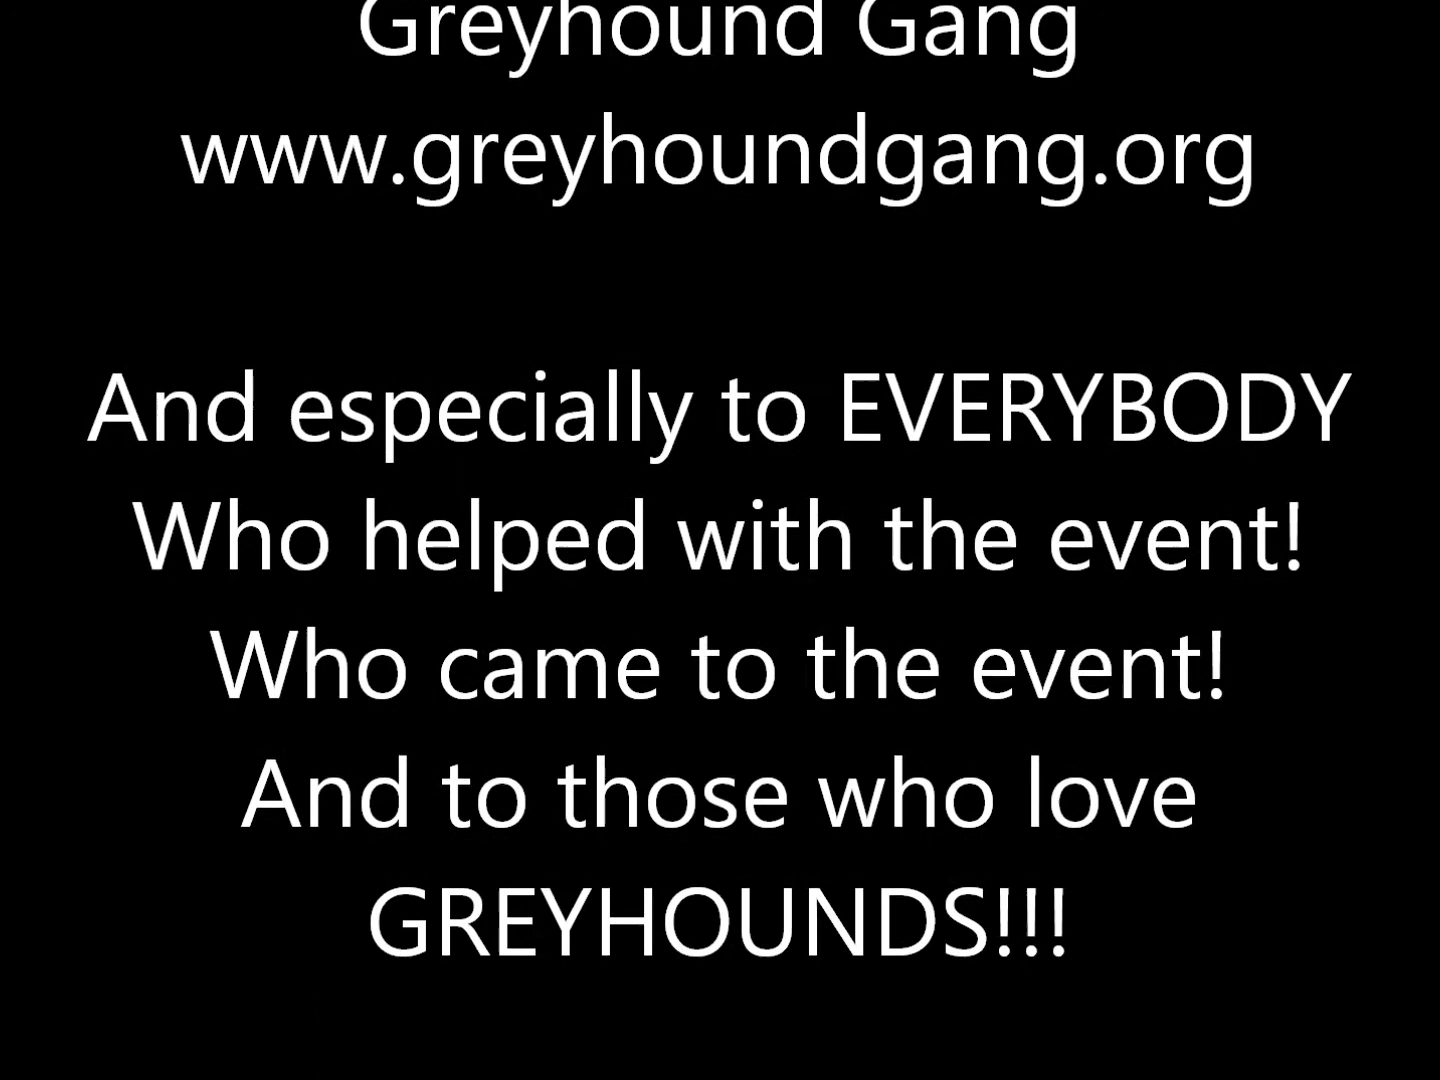 Greyhound Gang
www.greyhoundgang.org
And especially to EVERYBODY
Who helped with the event!
Who came to the event!
And to those who love
GREYHOUNDS!!!